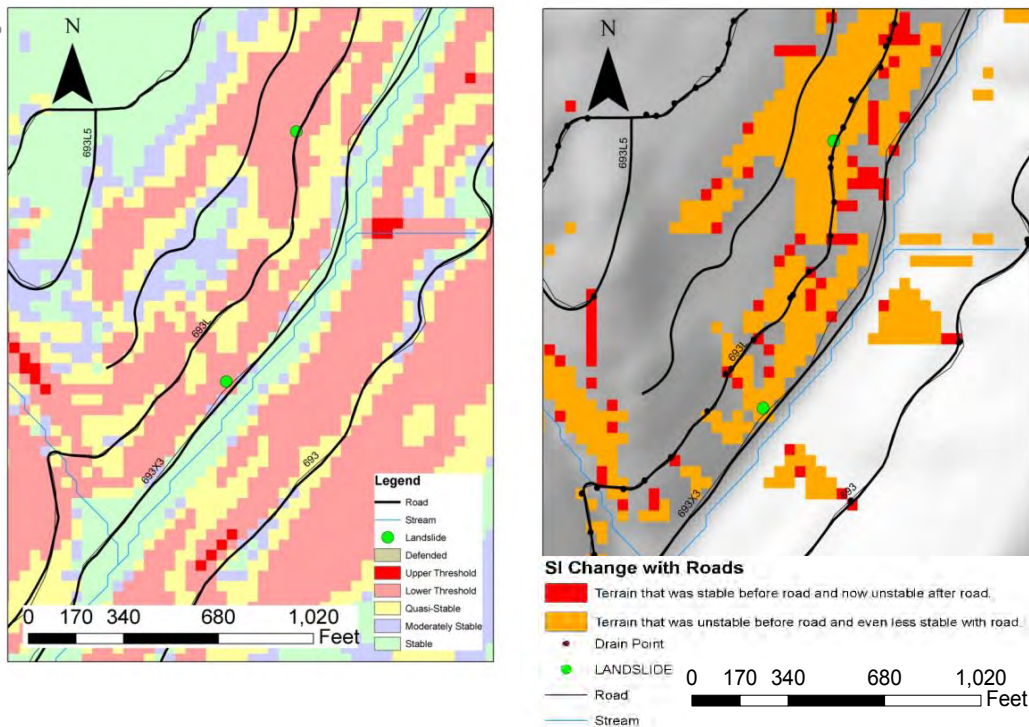 N
693L5
693L
693X3
693
Legend
Road
Stream
Landslide
Defended
Upper Threshold
Lower Threshold
Quasi-Stable
Moderately Stable
Stable
0 170 340 680 1,020
Feet
N
693L5
693L
693X3
693
SI Change with Roads
Terrain that was stable before road and now unstable after road.
Terrain that was unstable before road and even less stable with road
Drain Point
LANDSLIDE
Road
Stream
0 170 340 680 1,020
Feet